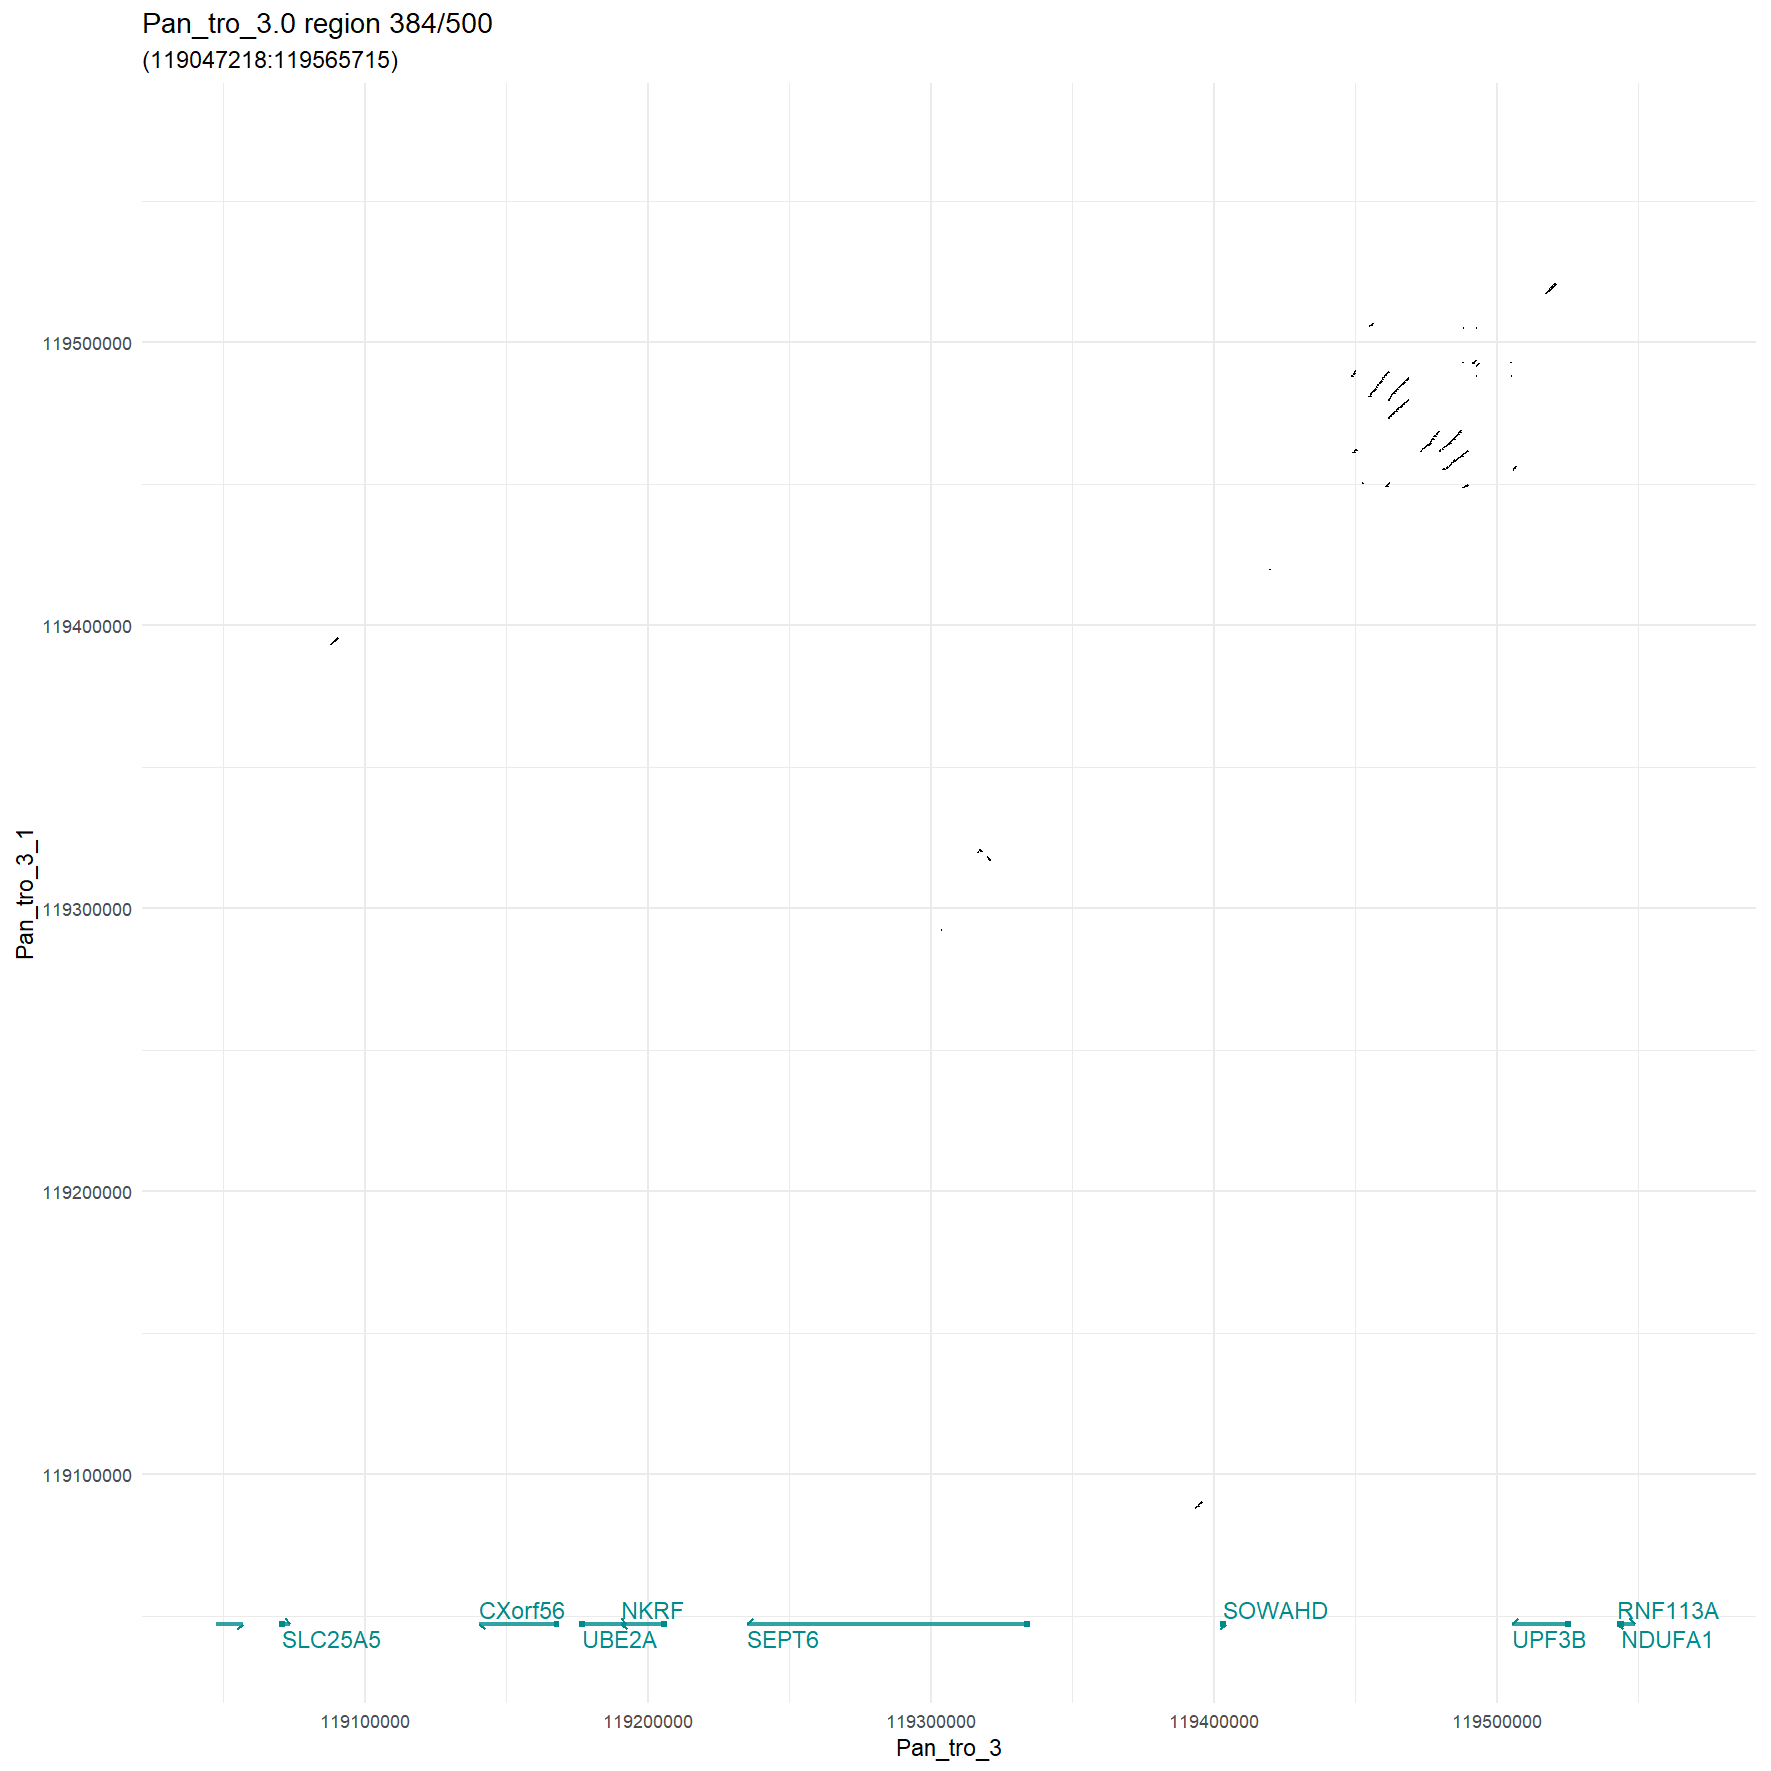 Pan_tro_3.0 region 384/500
(119047218:119565715)
119500000
119400000
119300000
119200000
119100000
Pan_tro_3_1
CXorf56
NKRF
SOWAHD
RNF113A
SLC25A5
UBE2A
SEPT6
UPF3B
NDUFA1
119100000
119200000
119300000
119400000
119500000
Pan_tro_3